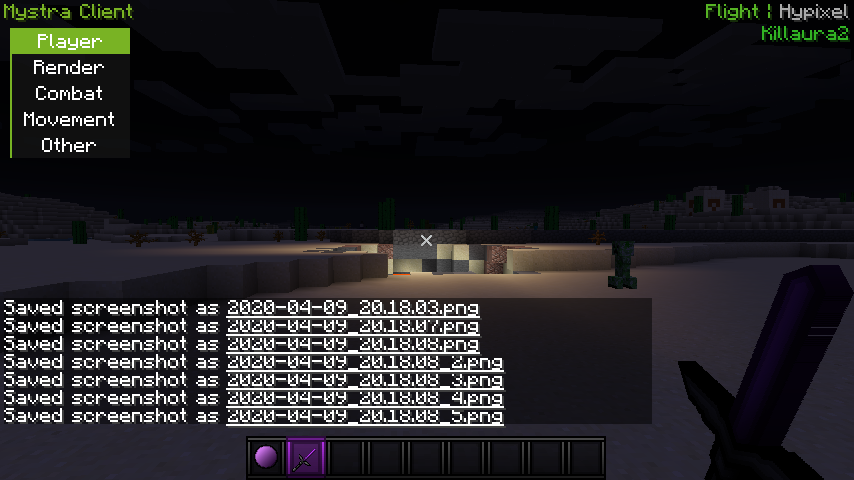 Mystra Client
Flight ¦ Hypixel
Killaura2
Player
Render
Combat
Movement
Other
Saved screenshot as 2020-04-09_20.18.03.png
Saved screenshot as 2020-04-09_20.18.07.png
Saved screenshot as 2020-04-09_20.18.08.png
Saved screenshot as 2020-04-09_20.18.08_2.png
Saved screenshot as 2020-04-09_20.18.08_3.png
Saved screenshot as 2020-04-09_20.18.08_4.png
Saved screenshot as 2020-04-09_20.18.08_5.png